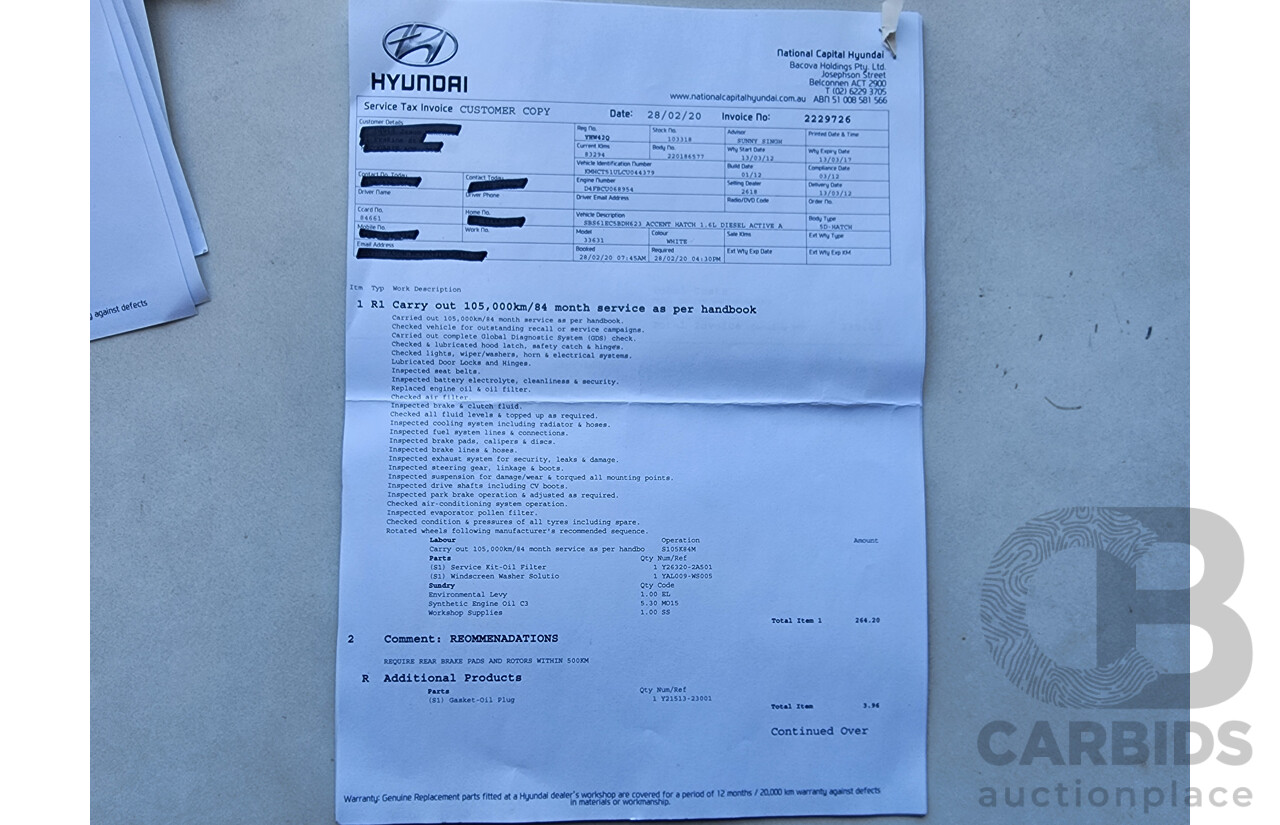 HYUNDAI
National Capital Hyundai
Bacova Holdings Pty. Ltd.
Josephson Street
Belconnen ACT 2900
T (02) 6229 3705
www.nationalcapitalhyundai.com.au ABN 51 008 581 566
Service Tax Invoice CUSTOMER COPY Date: 28/02/20 Invoice No: 2229726
Customer Details
Reg No. Stock No. Advisor Printed Date & Time
YHW43Q 103318 SUNNY SINGH
Current Klms Body No. Wty Start Date Wty Expiry Date
83294 220186577 13/03/12 13/03/17
Vehicle Identification Number Build Date Compliance Date
KMHCT51ULCU044379 01/12 03/12
Contact No. Today Contact Today Engine Number Selling Dealer Delivery Date
D4FBCU068954 2618 13/03/12
Driver Name Driver Phone Driver Email Address Radio/DVD Code Order No.
Ccard No. Home No. Vehicle Description Body Type
84661 SBS61EC5BDH623 ACCENT HATCH 1.6L DIESEL ACTIVE A 5D-HATCH
Mobile No. Work No. Model Colour Sale Klms Ext Wty Type
33631 WHITE
Email Address Booked Required Ext Wty Exp Date Ext Wty Exp KM
28/02/20 07:45AM 28/02/20 04:30PM
Itm Typ Work Description
1 R1 Carry out 105,000km/84 month service as per handbook
Carried out 105,000km/84 month service as per handbook.
Checked vehicle for outstanding recall or service campaigns.
Carried out complete Global Diagnostic System (GDS) check.
Checked & lubricated hood latch, safety catch & hinges.
Checked lights, wiper/washers, horn & electrical systems.
Lubricated Door Locks and Hinges.
Inspected seat belts.
Inspected battery electrolyte, cleanliness & security.
Replaced engine oil & oil filter.
Checked air filter.
Inspected brake & clutch fluid.
Checked all fluid levels & topped up as required.
Inspected cooling system including radiator & hoses.
Inspected fuel system lines & connections.
Inspected brake pads, calipers & discs.
Inspected brake lines & hoses.
Inspected exhaust system for security, leaks & damage.
Inspected steering gear, linkage & boots.
Inspected suspension for damage/wear & torqued all mounting points.
Inspected drive shafts including CV boots.
Inspected park brake operation & adjusted as required.
Checked air-conditioning system operation.
Inspected evaporator pollen filter.
Checked condition & pressures of all tyres including spare.
Rotated wheels following manufacturer's recommended sequence.
Labour Operation Amount
Carry out 105,000km/84 month service as per handbo S105K84M
Parts Qty Num/Ref
(S1) Service Kit-Oil Filter 1 Y26320-2A501
(S1) Windscreen Washer Solutio 1 YAL009-WS005
Sundry Qty Code
Environmental Levy 1.00 EL
Synthetic Engine Oil C3 5.30 MO15
Workshop Supplies 1.00 SS
Total Item 1 264.20
2 Comment: REOMMENADATIONS
REQUIRE REAR BRAKE PADS AND ROTORS WITHIN 500KM
R Additional Products
Parts Qty Num/Ref
(S1) Gasket-Oil Plug 1 Y21513-23001
Total Item 3.96
Continued Over
Warranty: Genuine Replacement parts fitted at a Hyundai dealer's workshop are covered for a period of 12 months / 20,000 km warranty against defects
in materials or workmanship.
against defects
CARBIDS
auctionplace